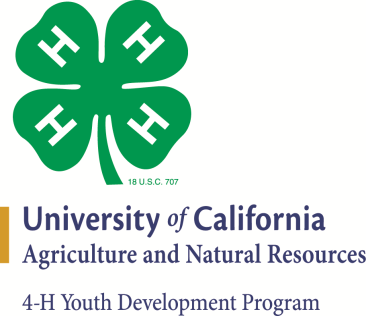 H H
H H
18 U.S.C. 707
University of California
Agriculture and Natural Resources
4-H Youth Development Program